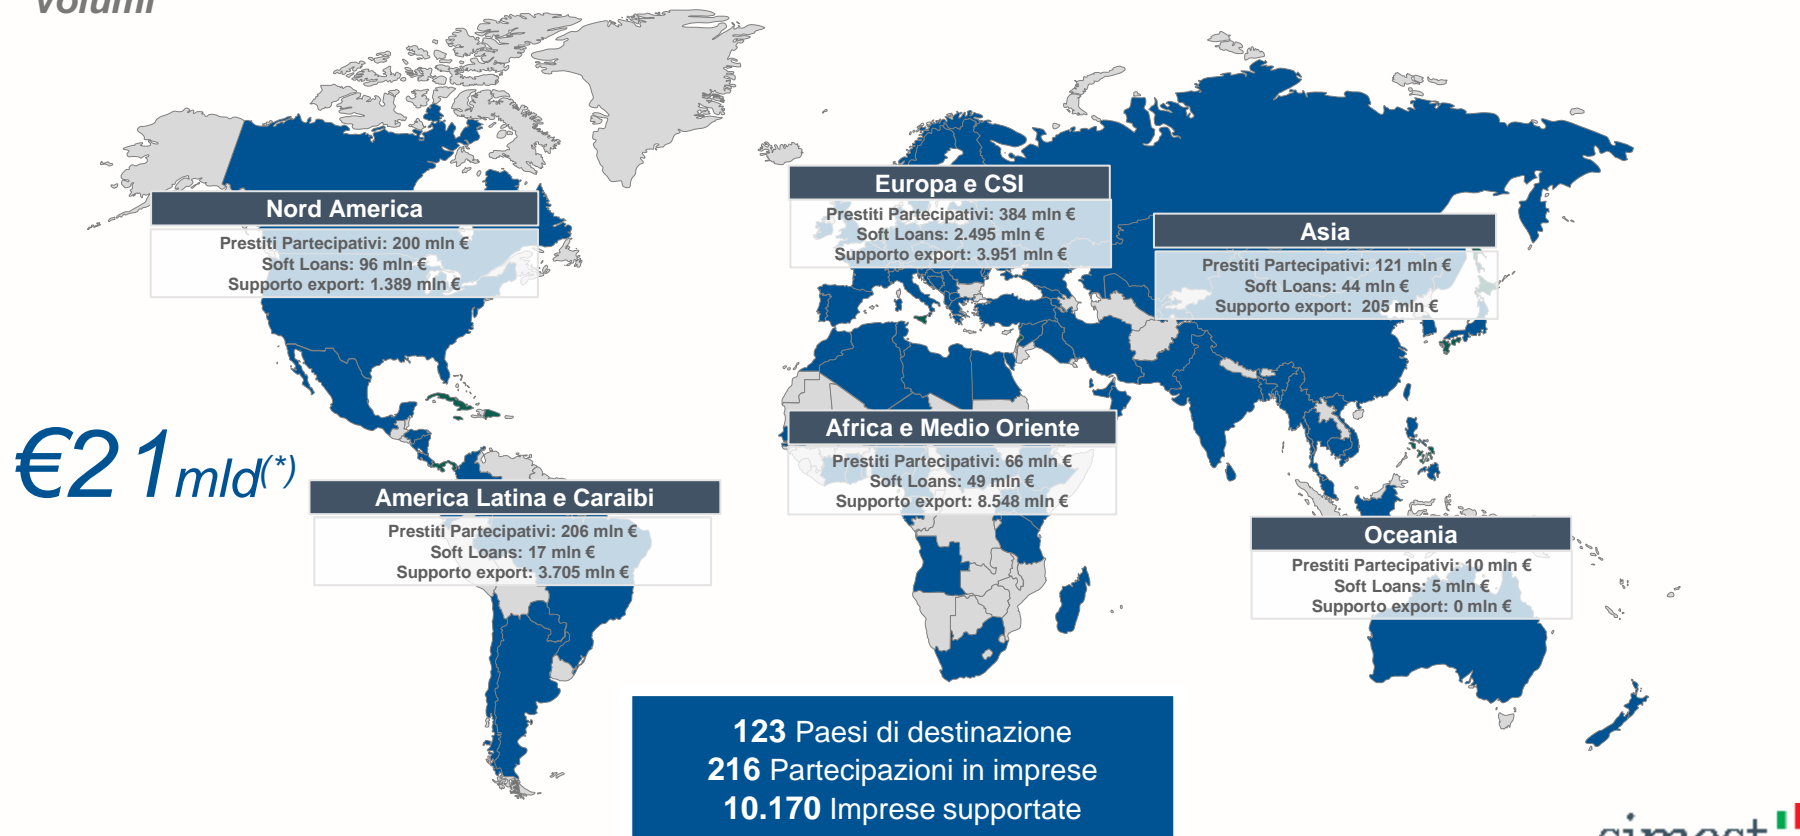 Volumi
Nord America
Prestiti Partecipativi: 200 mln €
Soft Loans: 96 mln €
Supporto export: 1.389 mln €
Europa e CSI
Prestiti Partecipativi: 384 mln €
Soft Loans: 2.495 mln €
Supporto export: 3.951 mln €
Asia
Prestiti Partecipativi: 121 mln €
Soft Loans: 44 mln €
Supporto export: 205 mln €
€21 mld(*)
Africa e Medio Oriente
Prestiti Partecipativi: 66 mln €
Soft Loans: 49 mln €
Supporto export: 8.548 mln €
America Latina e Caraibi
Prestiti Partecipativi: 206 mln €
Soft Loans: 17 mln €
Supporto export: 3.705 mln €
Oceania
Prestiti Partecipativi: 10 mln €
Soft Loans: 5 mln €
Supporto export: 0 mln €
123 Paesi di destinazione
216 Partecipazioni in imprese
10.170 Imprese supportate
simest